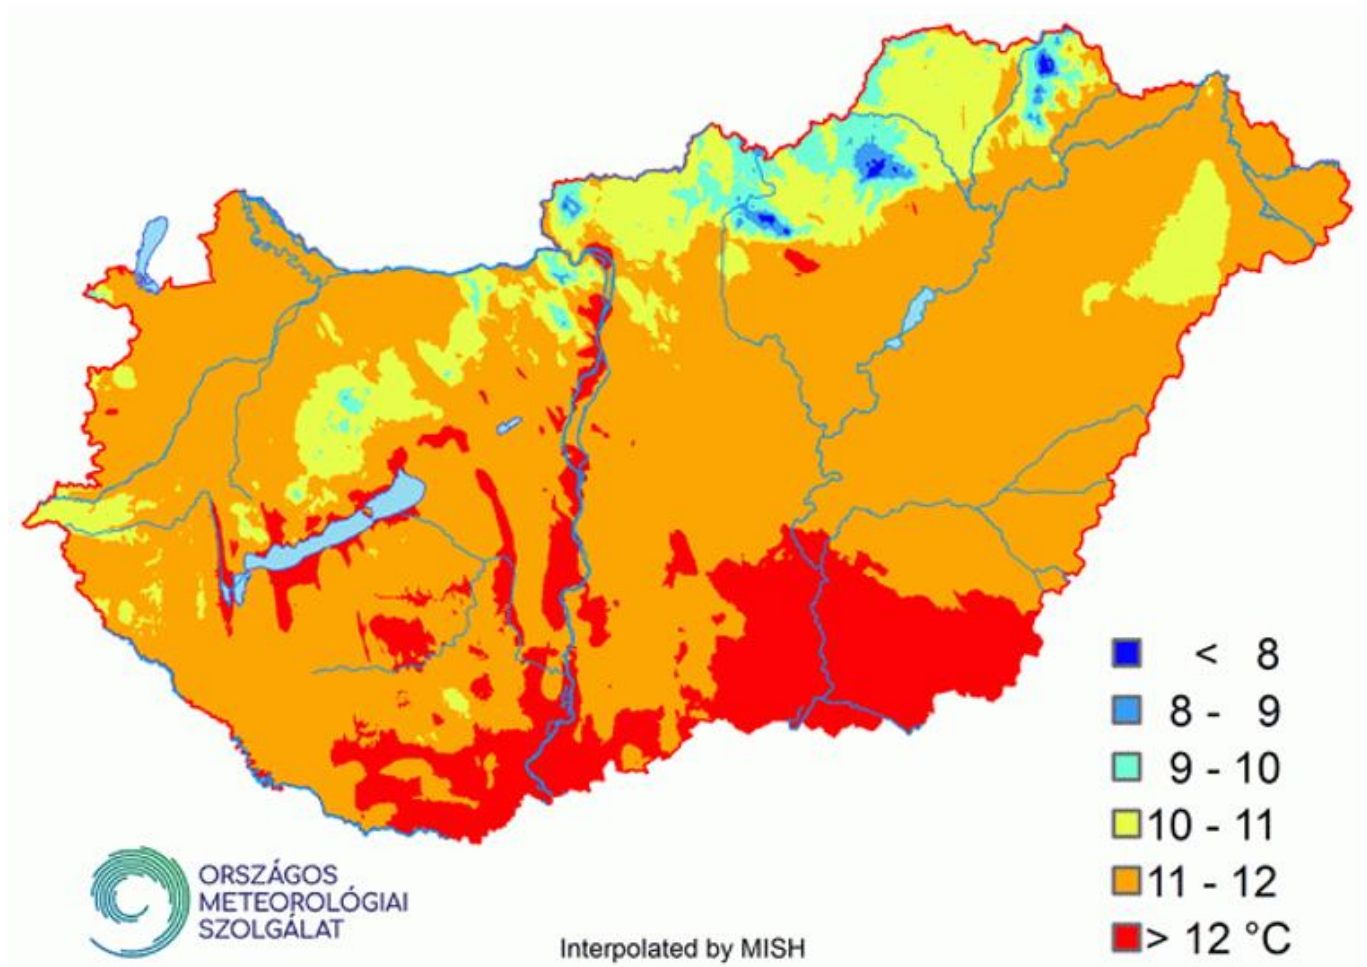 < 8
8 - 9
9 - 10
10 - 11
11 - 12
> 12 °C
ORSZÁGOS
METEOROLÓGIAI
SZOLGÁLAT
Interpolated by MISH